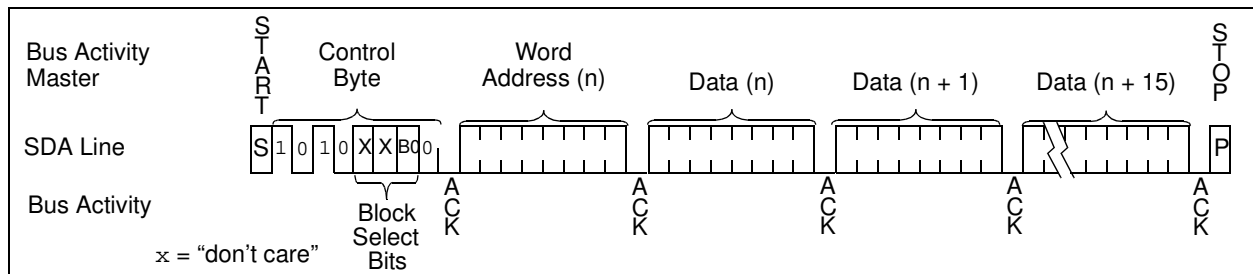 Bus Activity
Master
START
Control
Byte
Word
Address (n)
Data (n)
Data (n + 1)
Data (n + 15)
STOP
SDA Line
S 1 0 1 0 X X B0 0
P
Bus Activity
Block
Select
Bits
ACK
ACK
ACK
ACK
ACK
x = “don’t care”